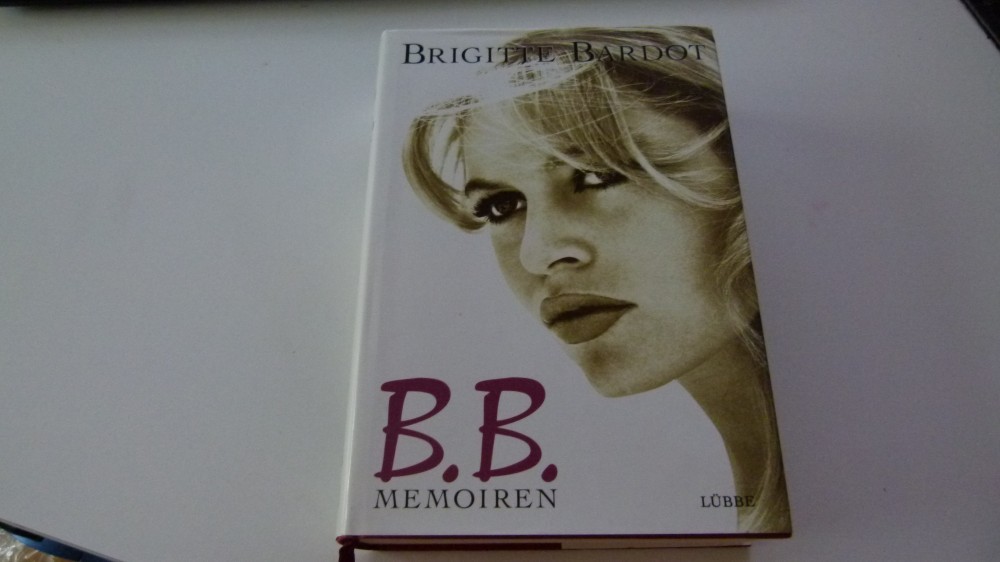 BRIGITTE BARDOT
B.B.
MEMOIREN
LÜBBE